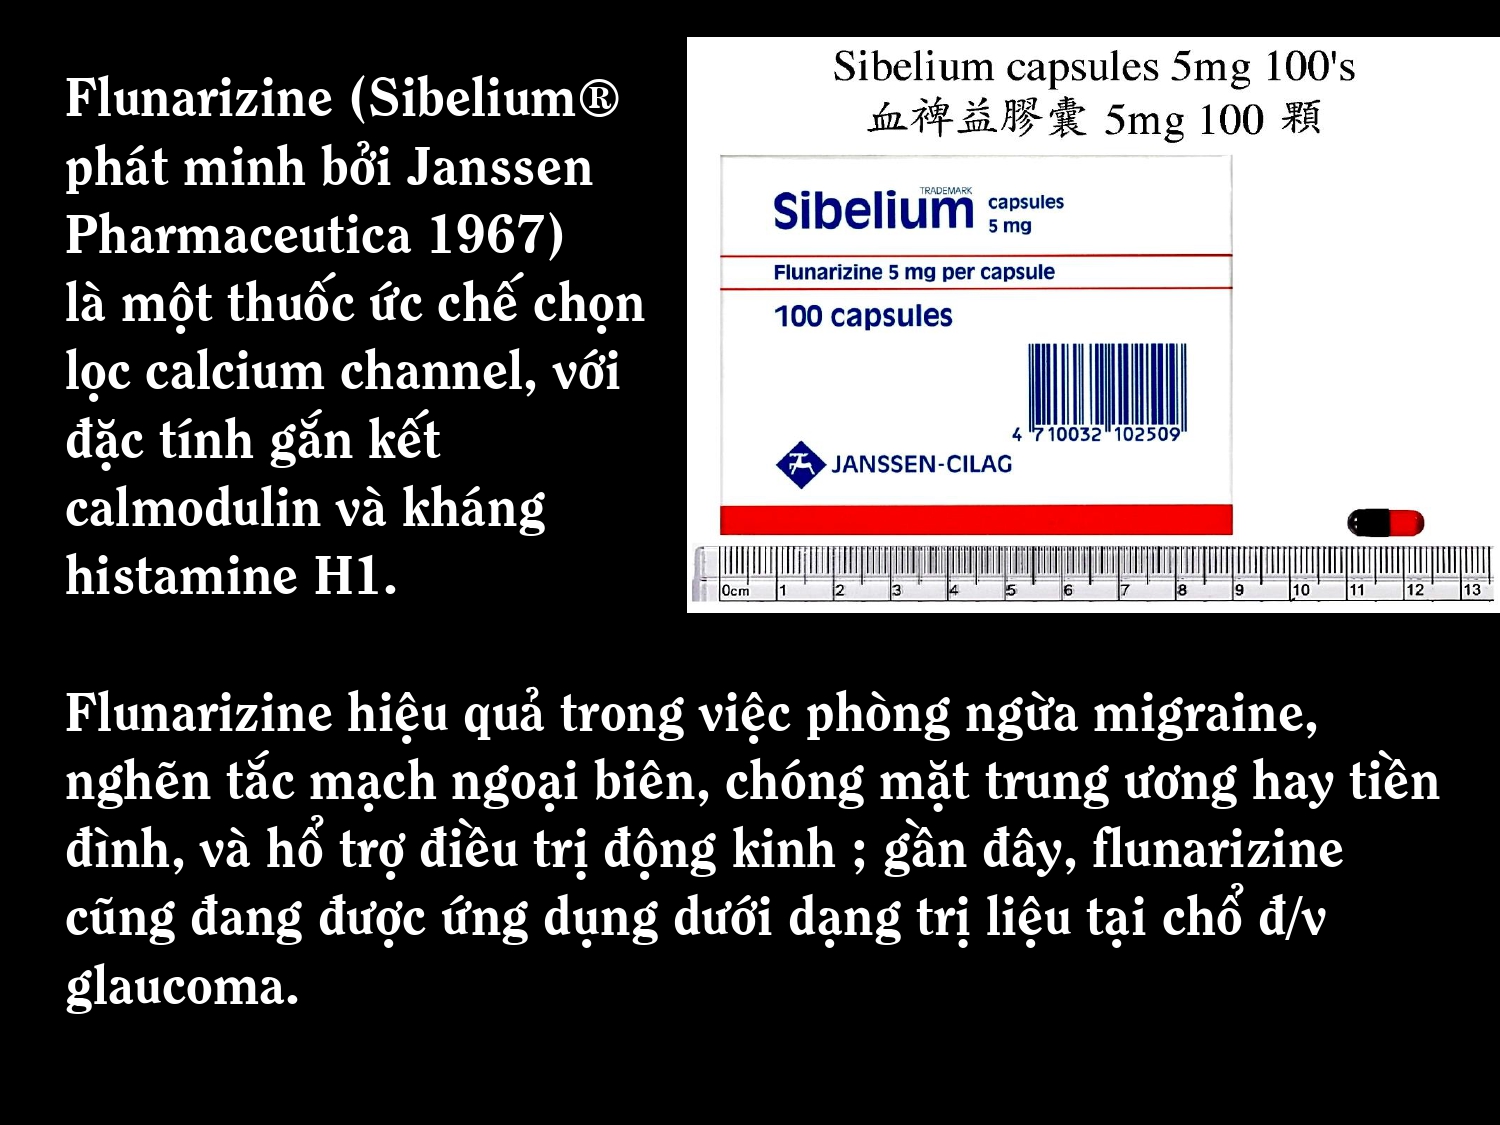 Flunarizine (Sibelium®
phát minh bởi Janssen
Pharmaceutica 1967)
là một thuốc ức chế chọn
lọc calcium channel, với
đặc tính gắn kết
calmodulin và kháng
histamine H1.
Sibelium capsules 5mg 100's
血裨益膠囊 5mg 100 顆
TRADEMARK
Sibelium capsules
5 mg
Flunarizine 5 mg per capsule
100 capsules
4 710032 102509
JANSSEN-CILAG
0cm 1 2 3 4 5 6 7 8 9 10 11 12 13
Flunarizine hiệu quả trong việc phòng ngừa migraine,
nghẽn tắc mạch ngoại biên, chóng mặt trung ương hay tiền
đình, và hổ trợ điều trị động kinh ; gần đây, flunarizine
cũng đang được ứng dụng dưới dạng trị liệu tại chổ đ/v
glaucoma.